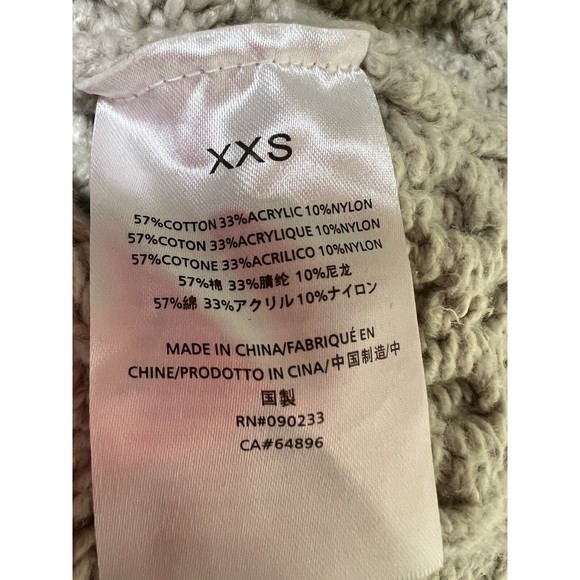 XXS
57%COTTON 33%ACRYLIC 10%NYLON
57%COTON 33%ACRYLIQUE 10%NYLON
57%COTONE 33%ACRILICO 10%NYLON
57%棉 33%腈纶 10%尼龙
57%綿 33%アクリル 10%ナイロン
MADE IN CHINA/FABRIQUÉ EN
CHINE/PRODOTTO IN CINA/中国制造/中
国製
RN#090233
CA#64896